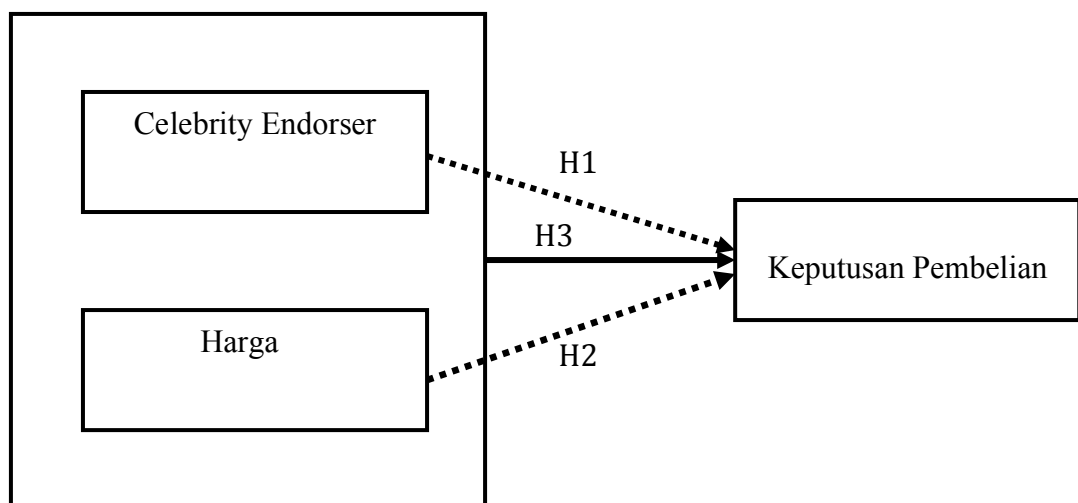 Celebrity Endorser
H1
H3
Keputusan Pembelian
Harga
H2